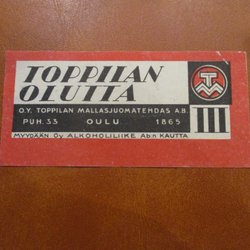 TOPPILAN
OLUTTA
O.Y. TOPPILAN MALLASJUOMATEHDAS A.B.
PUH. 33 OULU 1865
III
MYYDÄÄN OY ALKOHOLILIIKE AB:N KAUTTA